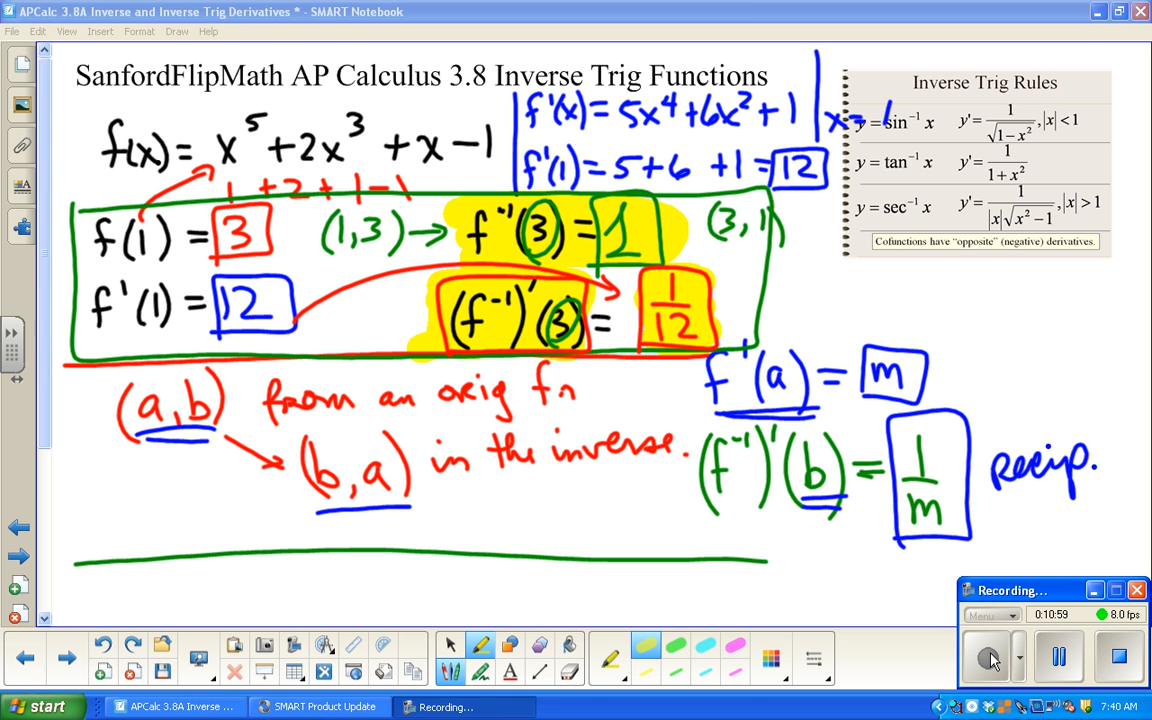 APCalc 3.8A Inverse and Inverse Trig Derivatives * - SMART Notebook
File Edit View Insert Format Draw Help
SanfordFlipMath AP Calculus 3.8 Inverse Trig Functions
f(x) = x⁵ + 2x³ + x - 1
1 + 2 + 1 - 1
f'(x) = 5x⁴ + 6x² + 1 | x = 1
f'(1) = 5 + 6 + 1 = 12
Inverse Trig Rules
y = sin⁻¹ x y' = 1/√(1 - x²), |x| < 1
y = tan⁻¹ x y' = 1/(1 + x²)
y = sec⁻¹ x y' = 1/(|x|√(x² - 1)), |x| > 1
Cofunctions have “opposite” (negative) derivatives.
f(1) = 3 (1,3) → f⁻¹(3) = 1 (3,1)
f'(1) = 12 (f⁻¹)'(3) = 1/12
(a,b) from an orig fn
(b,a) in the inverse.
f'(a) = m
(f⁻¹)'(b) = 1/m recip.
Recording...
Menu 0:10:59 8.0 fps
A
start APCalc 3.8A Inverse ... SMART Product Update Recording... 7:40 AM